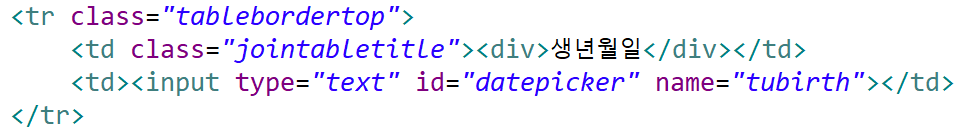 <tr class="tablebordertop">
    <td class="jointabletitle"><div>생년월일</div></td>
    <td><input type="text" id="datepicker" name="tubirth"></td>
</tr>